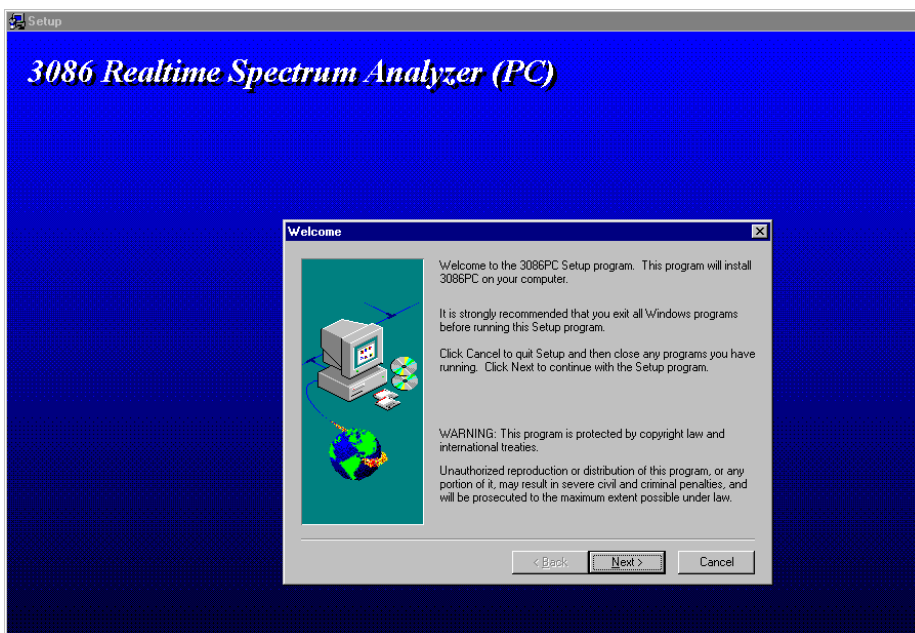 Setup
3086 Realtime Spectrum Analyzer (PC)
Welcome
Welcome to the 3086PC Setup program. This program will install
3086PC on your computer.
It is strongly recommended that you exit all Windows programs
before running this Setup program.
Click Cancel to quit Setup and then close any programs you have
running. Click Next to continue with the Setup program.
WARNING: This program is protected by copyright law and
international treaties.
Unauthorized reproduction or distribution of this program, or any
portion of it, may result in severe civil and criminal penalties, and
will be prosecuted to the maximum extent possible under law.
< Back Next > Cancel